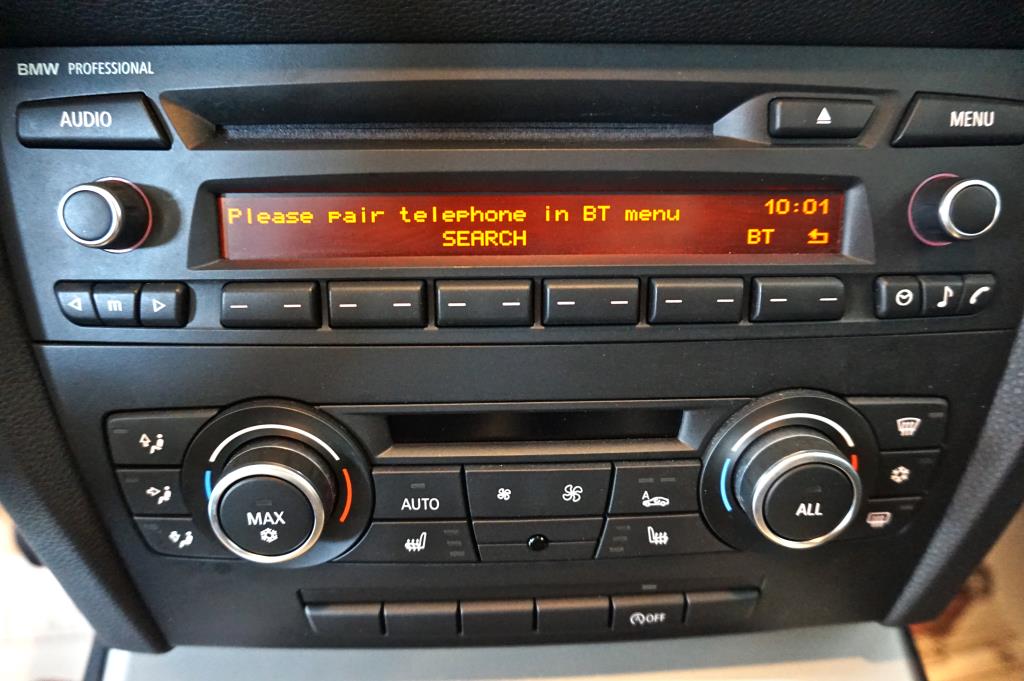 BMW PROFESSIONAL
AUDIO
MENU
Please pair telephone in BT menu 10:01
SEARCH BT
m
AUTO
A
MAX
ALL
OFF